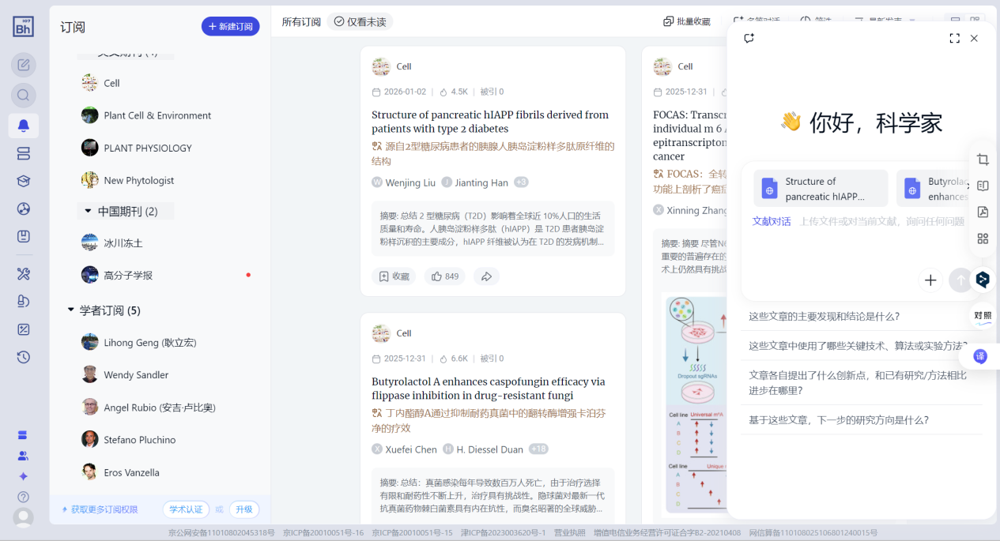 107
Bh
订阅
+ 新建订阅
Cell
Plant Cell & Environment
PLANT PHYSIOLOGY
New Phytologist
中国期刊 (2)
冰川冻土
高分子学报
学者订阅 (5)
Lihong Geng (耿立宏)
Wendy Sandler
Angel Rubio (安吉·卢比奥)
Stefano Pluchino
Eros Vanzella
获取更多订阅权限
学术认证
或
升级
所有订阅
仅看未读
批量收藏
Cell
2026-01-02 | 4.5K | 被引 0
Structure of pancreatic hIAPP fibrils derived from
patients with type 2 diabetes
源自2型糖尿病患者的胰腺人胰岛淀粉样多肽原纤维的
结构
W Wenjing Liu J Jianting Han +3
摘要: 总结 2 型糖尿病（T2D）影响着全球近 10%人口的生活
质量和寿命。人胰岛淀粉样多肽（hIAPP）是 T2D 患者胰岛淀
粉样沉积的主要成分，hIAPP 纤维被认为在 T2D 的发病机制...
收藏
849
Cell
2025-12-31 | 6.6K | 被引 0
Butyrolactol A enhances caspofungin efficacy via
flippase inhibition in drug-resistant fungi
丁内酯醇A通过抑制耐药真菌中的翻转酶增强卡泊芬
净的疗效
X Xuefei Chen H H. Diessel Duan +18
摘要: 总结：真菌感染每年导致数百万人死亡，由于治疗选择
有限和耐药性不断上升，治疗具有挑战性。隐球菌对最新一代
抗真菌药物棘白菌素具有内在抗性，而臭名昭著的全球威胁...
Cell
2025-12-31 |
FOCAS: Transcr
individual m 6 A
epitranscripton
cancer
FOCAS：全转
功能上剖析了癌症
X Xinning Zhang
摘要: 摘要 尽管N6
重要的普遍存在的
术上仍然具有挑战
Dropout sgRNAs
Cell line Universal m⁶A
A
B
C
D
Cell line Unique
A
B
C
D
👋 你好，科学家
Structure of
pancreatic hIAPP...
Butyrolac
enhances
文献对话 上传文件或对当前文献，询问任何问题
这些文章的主要发现和结论是什么?
这些文章中使用了哪些关键技术、算法或实验方法?
文章各自提出了什么创新点，和已有研究/方法相比
进步在哪里?
基于这些文章，下一步的研究方向是什么?
对照
译
京公网安备11010802045318号 京ICP备20010051号-16 京ICP备20010051号-15 津ICP备2023003620号-1 营业执照 增值电信业务经营许可证合字B2-20210408 网信算备110108025106801240015号